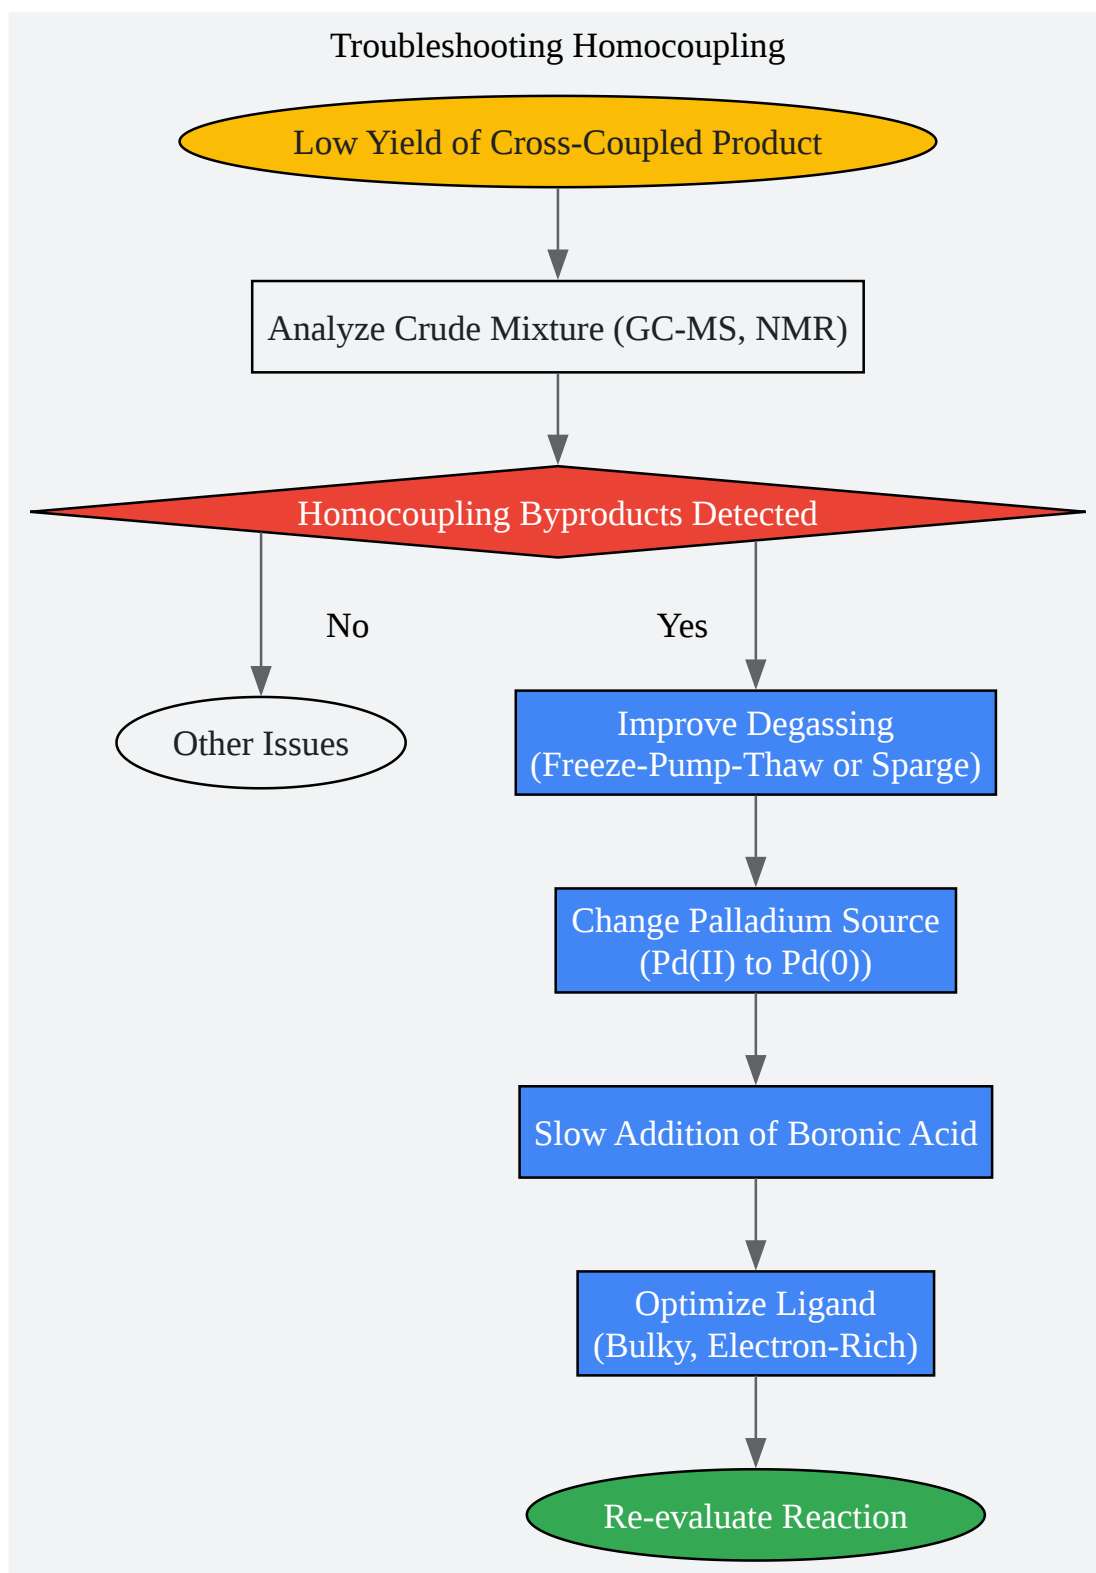 Troubleshooting Homocoupling
Low Yield of Cross-Coupled Product
Analyze Crude Mixture (GC-MS, NMR)
Homocoupling Byproducts Detected
No
Yes
Other Issues
Improve Degassing
(Freeze-Pump-Thaw or Sparge)
Change Palladium Source
(Pd(II) to Pd(0))
Slow Addition of Boronic Acid
Optimize Ligand
(Bulky, Electron-Rich)
Re-evaluate Reaction